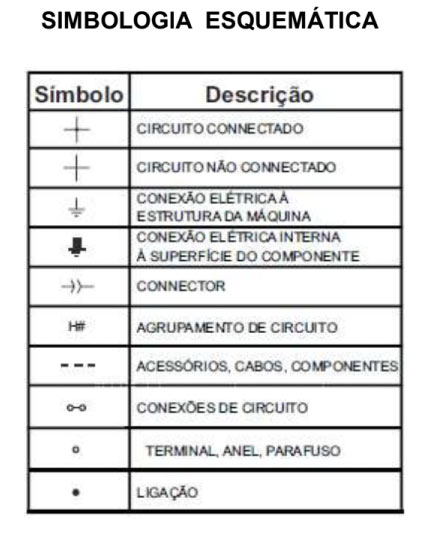 SIMBOLOGIA ESQUEMÁTICA
Símbolo Descrição
CIRCUITO CONNECTADO
CIRCUITO NÃO CONNECTADO
CONEXÃO ELÉTRICA À
ESTRUTURA DA MÁQUINA
CONEXÃO ELÉTRICA INTERNA
À SUPERFÍCIE DO COMPONENTE
CONNECTOR
H# AGRUPAMENTO DE CIRCUITO
ACESSÓRIOS, CABOS, COMPONENTES
CONEXÕES DE CIRCUITO
TERMINAL, ANEL, PARAFUSO
LIGAÇÃO